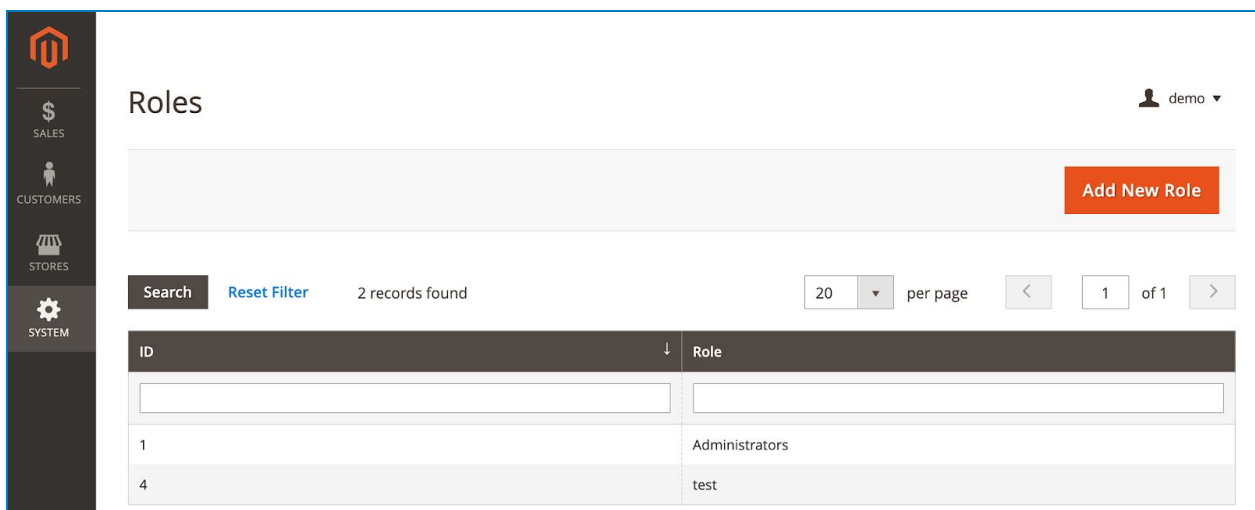 $
SALES
CUSTOMERS
STORES
SYSTEM
Roles
demo
Add New Role
Search Reset Filter 2 records found 20 per page 1 of 1
ID Role
1 Administrators
4 test